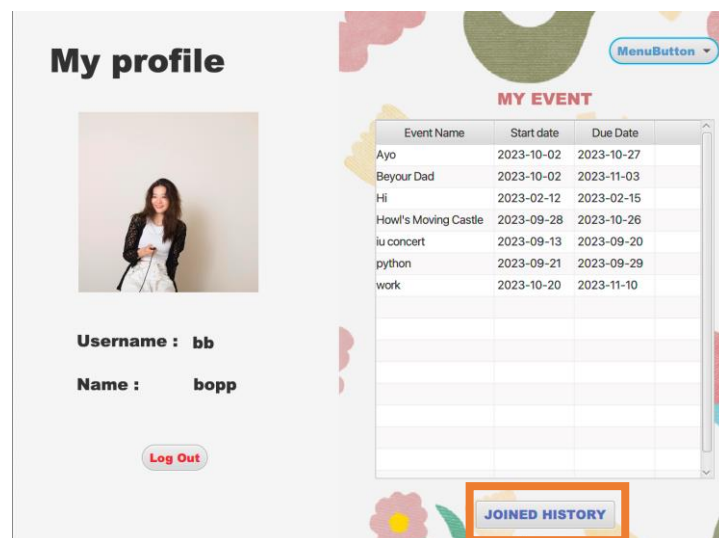 My profile
Username : bb
Name : bopp
Log Out
MenuButton
MY EVENT
Event Name Start date Due Date
Ayo 2023-10-02 2023-10-27
Beyour Dad 2023-10-02 2023-11-03
Hi 2023-02-12 2023-02-15
Howl's Moving Castle 2023-09-28 2023-10-26
iu concert 2023-09-13 2023-09-20
python 2023-09-21 2023-09-29
work 2023-10-20 2023-11-10
JOINED HISTORY